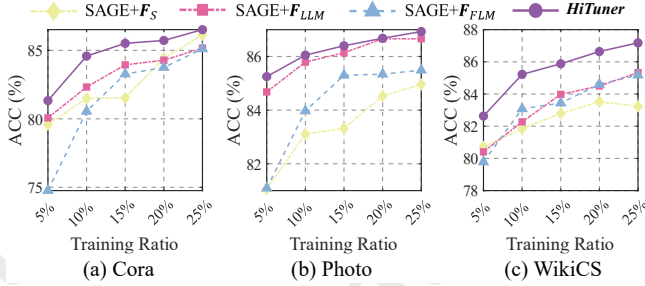 SAGE+F_S SAGE+F_LLM SAGE+F_FLM HiTuner
ACC (%)
85
80
75
5% 10% 15% 20% 25%
Training Ratio
(a) Cora
ACC (%)
86
84
82
5% 10% 15% 20% 25%
Training Ratio
(b) Photo
ACC (%)
88
86
84
82
80
78
5% 10% 15% 20% 25%
Training Ratio
(c) WikiCS